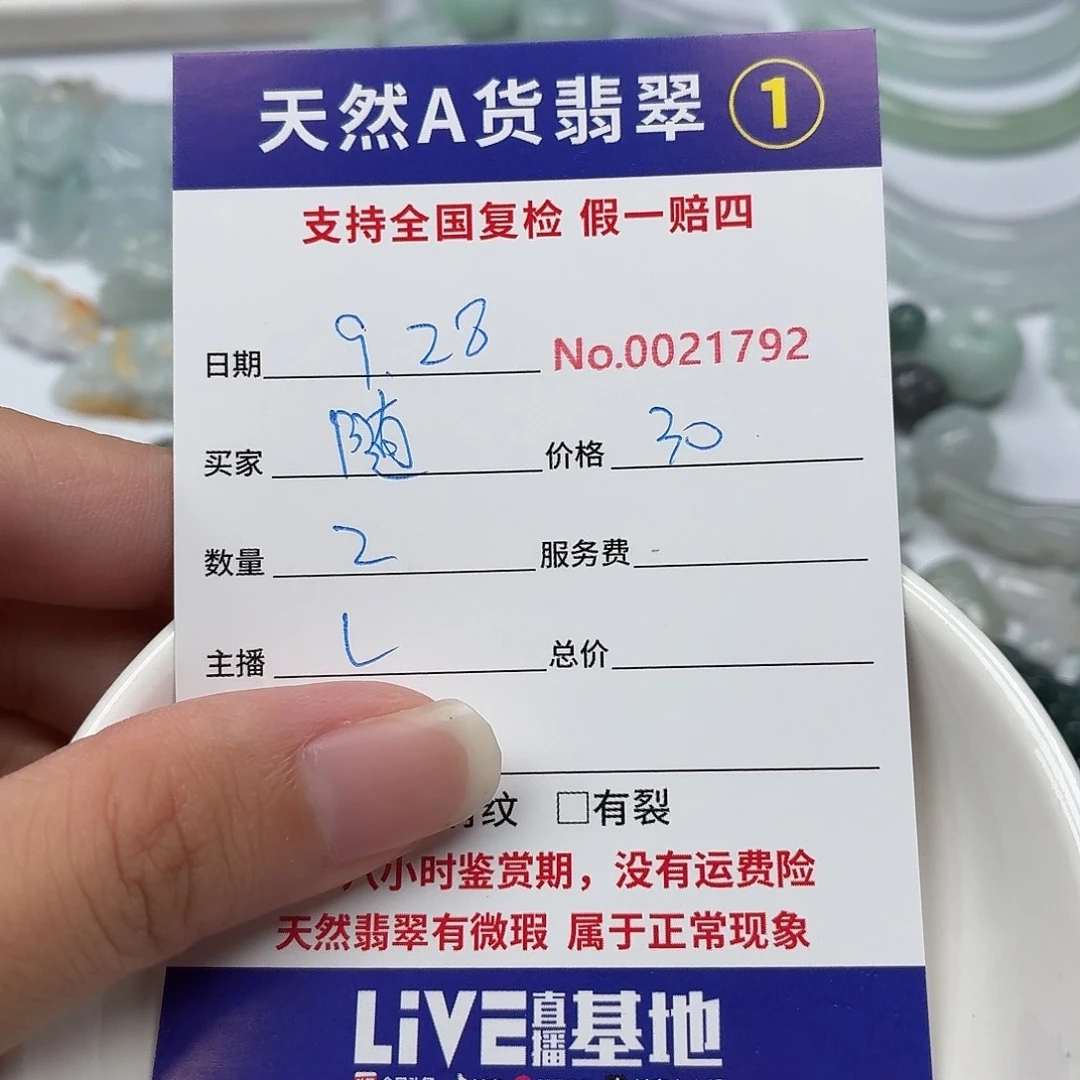 天然A货翡翠 1
支持全国复检 假一赔四
日期 9.28 No.0021792
买家 随 价格 30
数量 2 服务费
主播 L 总价
纹 □有裂
八小时鉴赏期，没有运费险
天然翡翠有微瑕 属于正常现象
LiVE直播基地